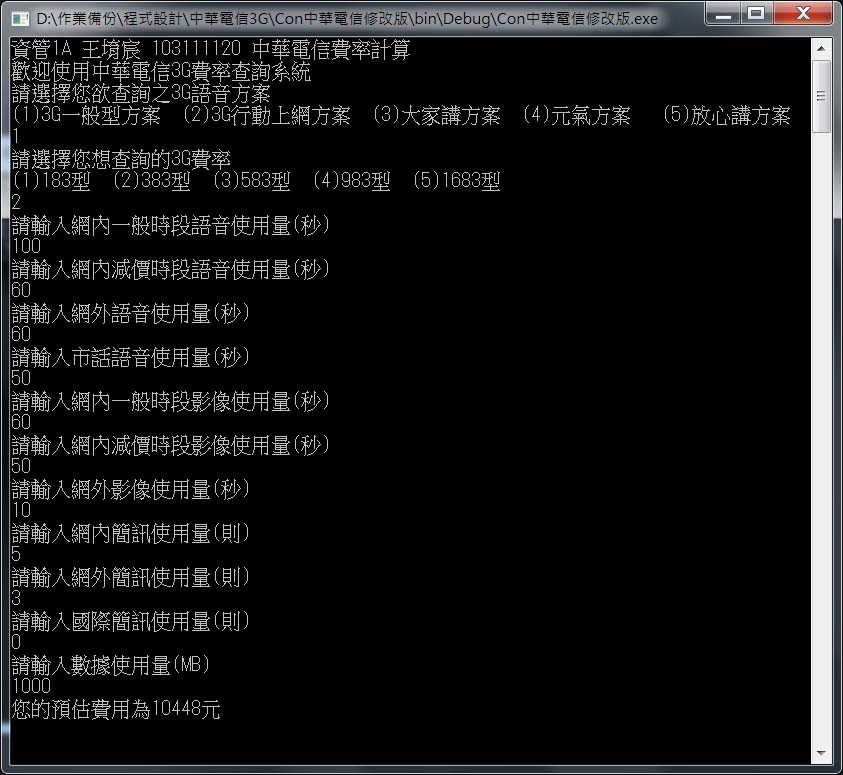 D:\作業備份\程式設計\中華電信3G\Con中華電信修改版\bin\Debug\Con中華電信修改版.exe
資管1A 王堉宸 103111120 中華電信費率計算
歡迎使用中華電信3G費率查詢系統
請選擇您欲查詢之3G語音方案
(1)3G一般型方案 (2)3G行動上網方案 (3)大家講方案 (4)元氣方案 (5)放心講方案
1
請選擇您想查詢的3G費率
(1)183型 (2)383型 (3)583型 (4)983型 (5)1683型
2
請輸入網內一般時段語音使用量(秒)
100
請輸入網內減價時段語音使用量(秒)
60
請輸入網外語音使用量(秒)
60
請輸入市話語音使用量(秒)
50
請輸入網內一般時段影像使用量(秒)
60
請輸入網內減價時段影像使用量(秒)
50
請輸入網外影像使用量(秒)
10
請輸入網內簡訊使用量(則)
5
請輸入網外簡訊使用量(則)
3
請輸入國際簡訊使用量(則)
0
請輸入數據使用量(MB)
1000
您的預估費用為10448元